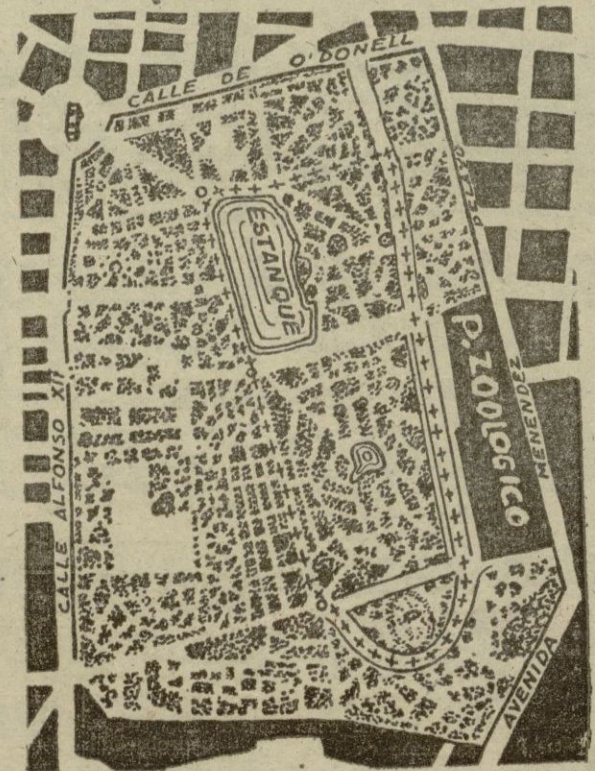 CALLE DE O'DONELL
ESTANQUE
P. ZOOLOGICO
MENENDEZ
CALLE ALFONSO XII
AVENIDA